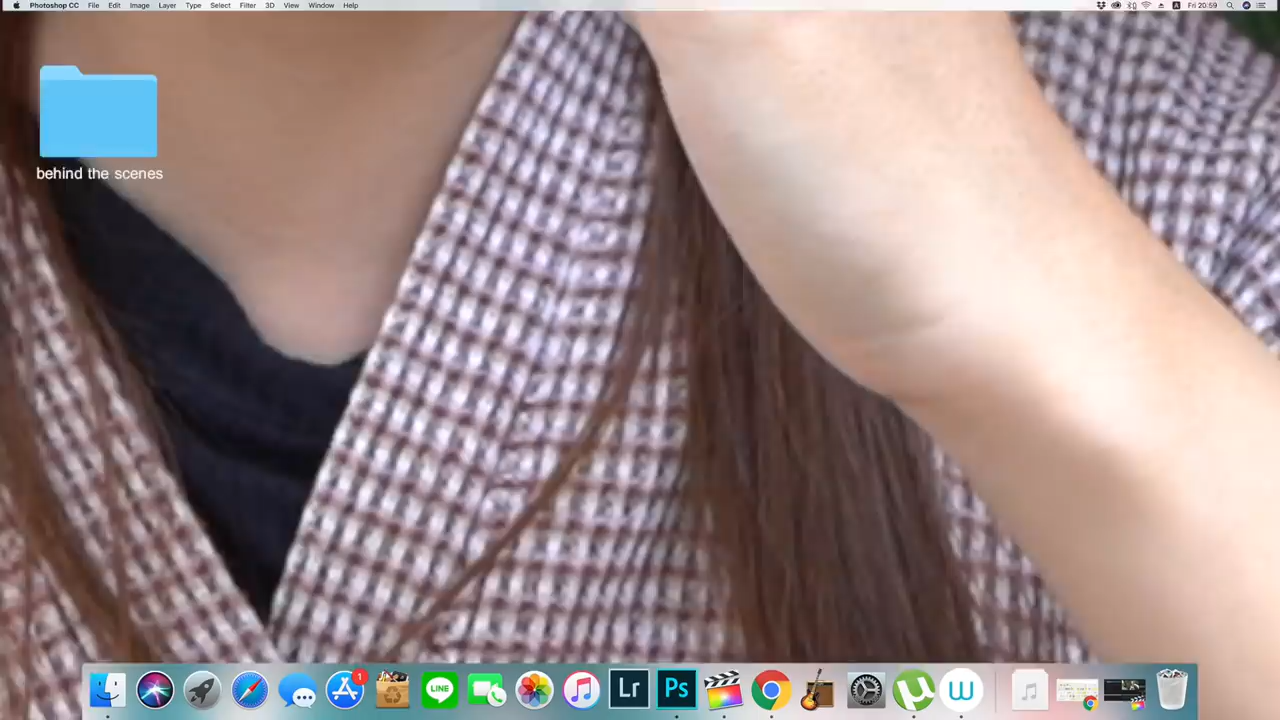 Photoshop CC File Edit Image Layer Type Select Filter 3D View Window Help A Fri 20:59
behind the scenes
1
LINE Lr Ps W